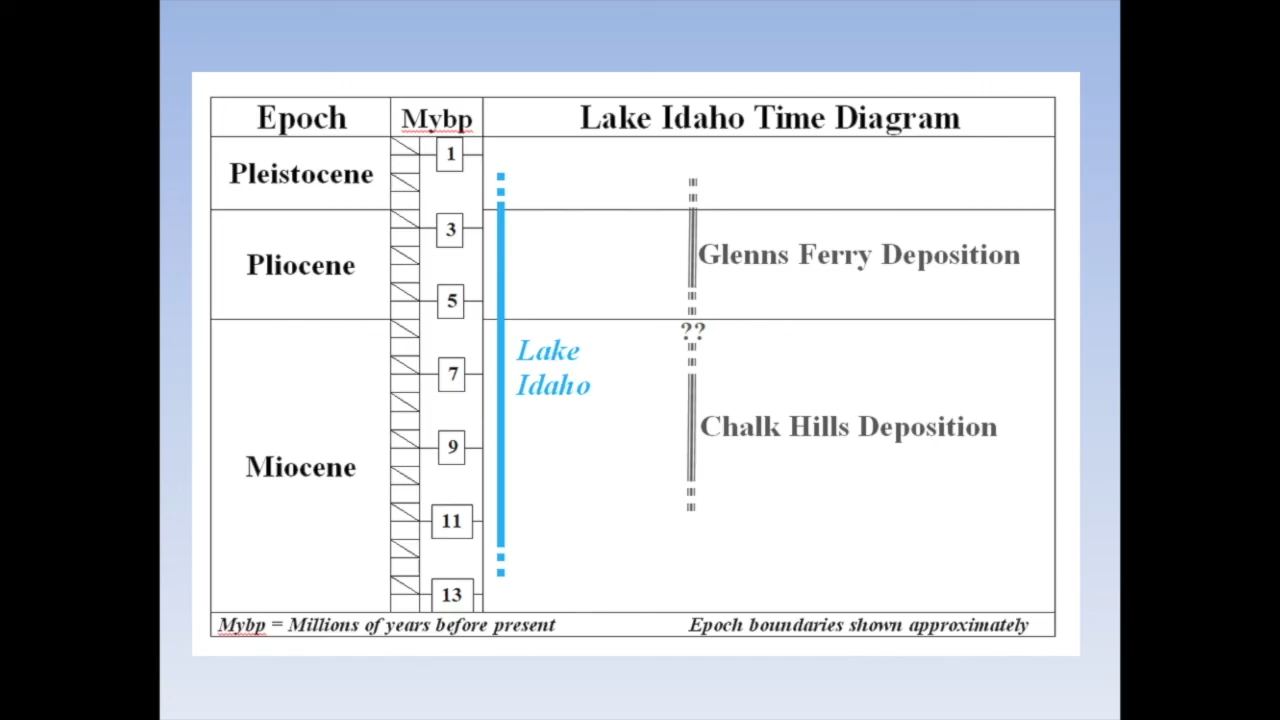 Epoch
Mybp
Lake Idaho Time Diagram
1
Pleistocene
3
Glenns Ferry Deposition
Pliocene
5
??
Lake
Idaho
7
Chalk Hills Deposition
9
Miocene
11
13
Mybp = Millions of years before present
Epoch boundaries shown approximately